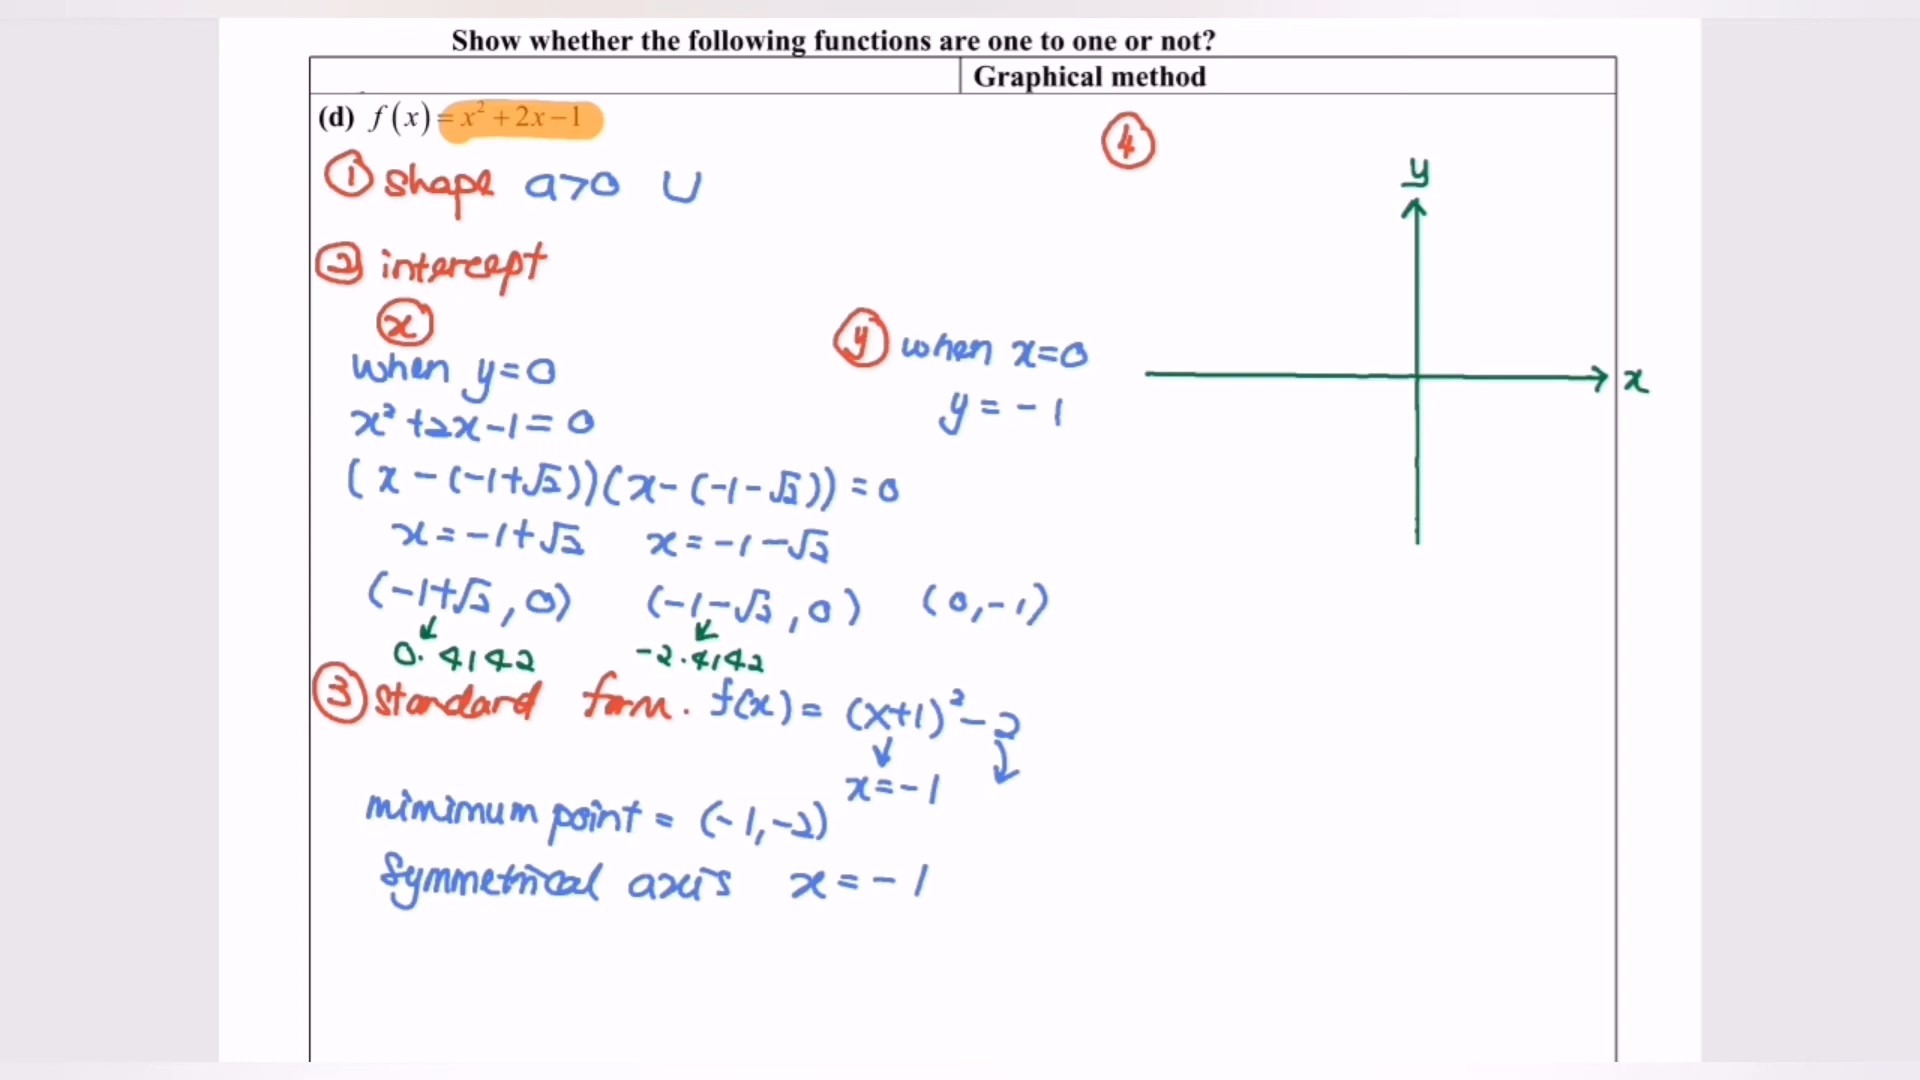 Show whether the following functions are one to one or not?
Graphical method
(d) f(x) = x² + 2x − 1
① shape a>0 ∪
② intercept
ⓧ
when y=0
x² + 2x - 1 = 0
(x - (-1+√2))(x - (-1-√2)) = 0
x = -1+√2 x = -1-√2
(-1+√2, 0) (-1-√2, 0) (0, -1)
0.4142 -2.4142
ⓨ when x=0
y = -1
③ standard form. f(x) = (x+1)² - 2
x = -1
minimum point = (-1, -2)
Symmetrical axis x = -1
④
y
x